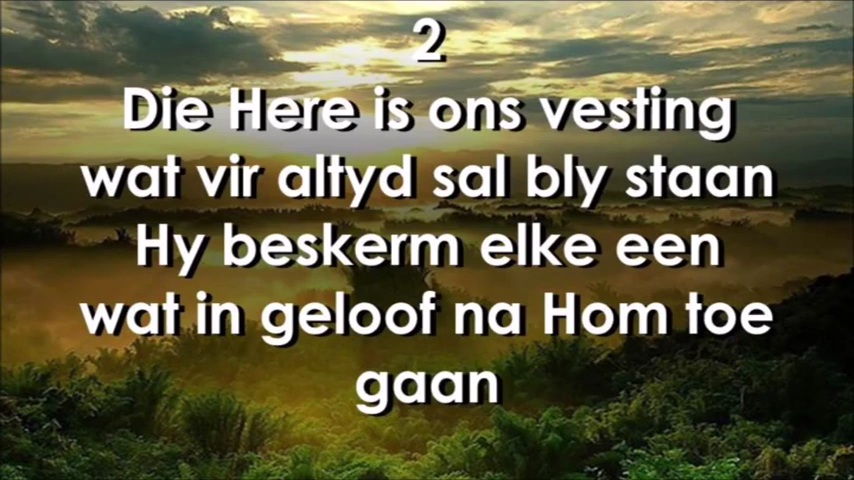 2
Die Here is ons vesting
wat vir altyd sal bly staan
Hy beskerm elke een
wat in geloof na Hom toe
gaan